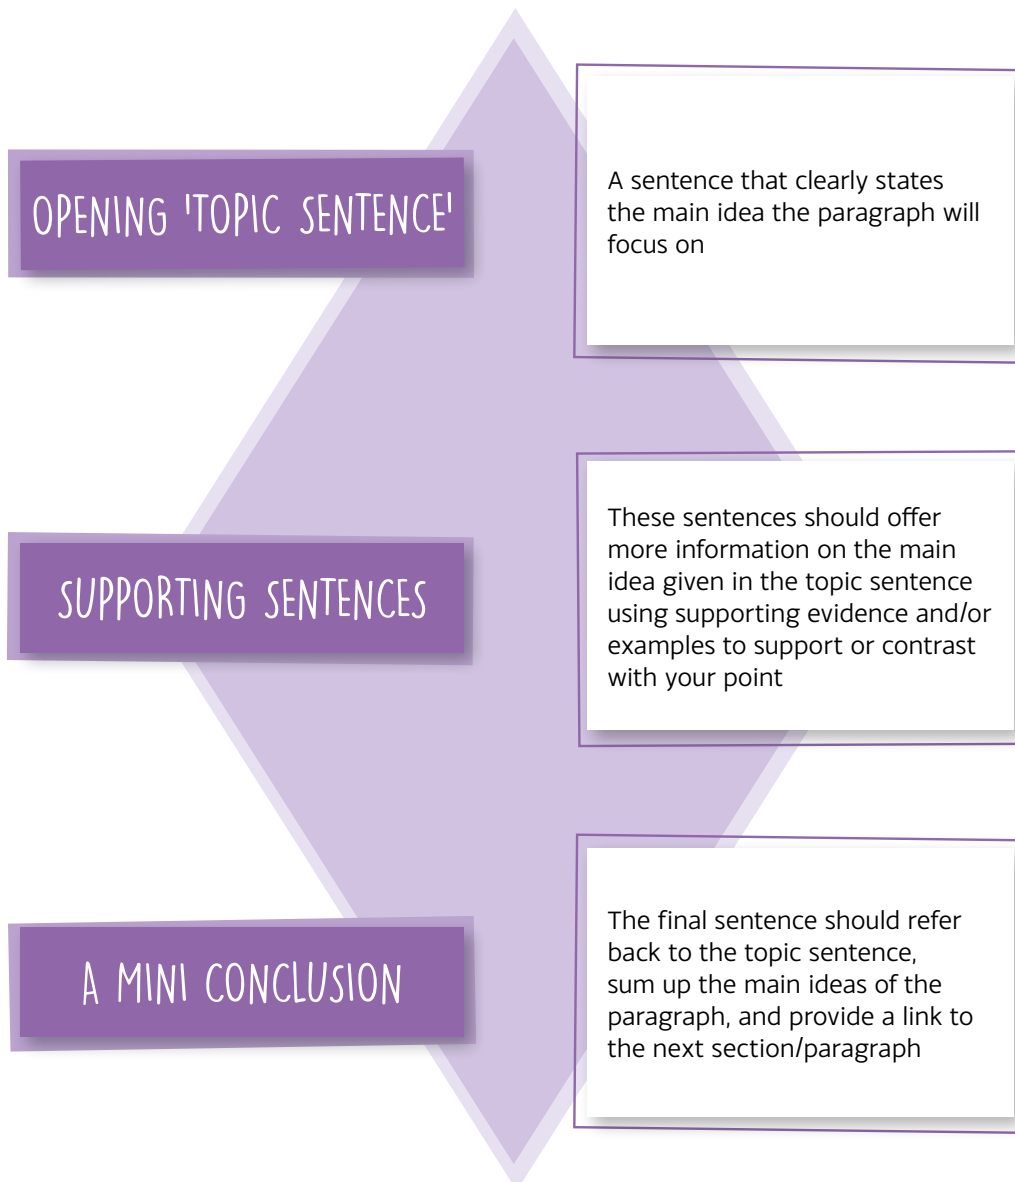 OPENING 'TOPIC SENTENCE'
A sentence that clearly states
the main idea the paragraph will
focus on
SUPPORTING SENTENCES
These sentences should offer
more information on the main
idea given in the topic sentence
using supporting evidence and/or
examples to support or contrast
with your point
A MINI CONCLUSION
The final sentence should refer
back to the topic sentence,
sum up the main ideas of the
paragraph, and provide a link to
the next section/paragraph